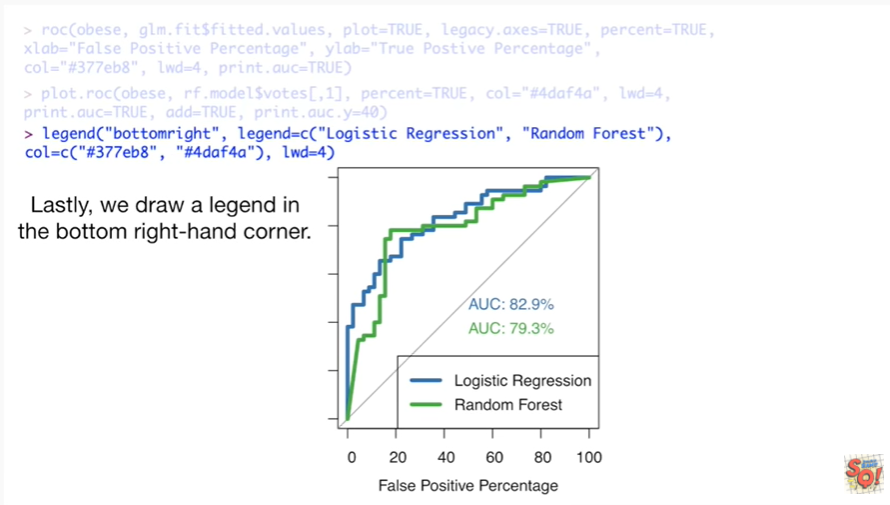 > roc(obese, glm.fit$fitted.values, plot=TRUE, legacy.axes=TRUE, percent=TRUE,
xlab="False Positive Percentage", ylab="True Postive Percentage",
col="#377eb8", lwd=4, print.auc=TRUE)
> plot.roc(obese, rf.model$votes[,1], percent=TRUE, col="#4daf4a", lwd=4,
print.auc=TRUE, add=TRUE, print.auc.y=40)
> legend("bottomright", legend=c("Logistic Regression", "Random Forest"),
col=c("#377eb8", "#4daf4a"), lwd=4)
Lastly, we draw a legend in
the bottom right-hand corner.
AUC: 82.9%
AUC: 79.3%
Logistic Regression
Random Forest
0 20 40 60 80 100
False Positive Percentage
SQ!